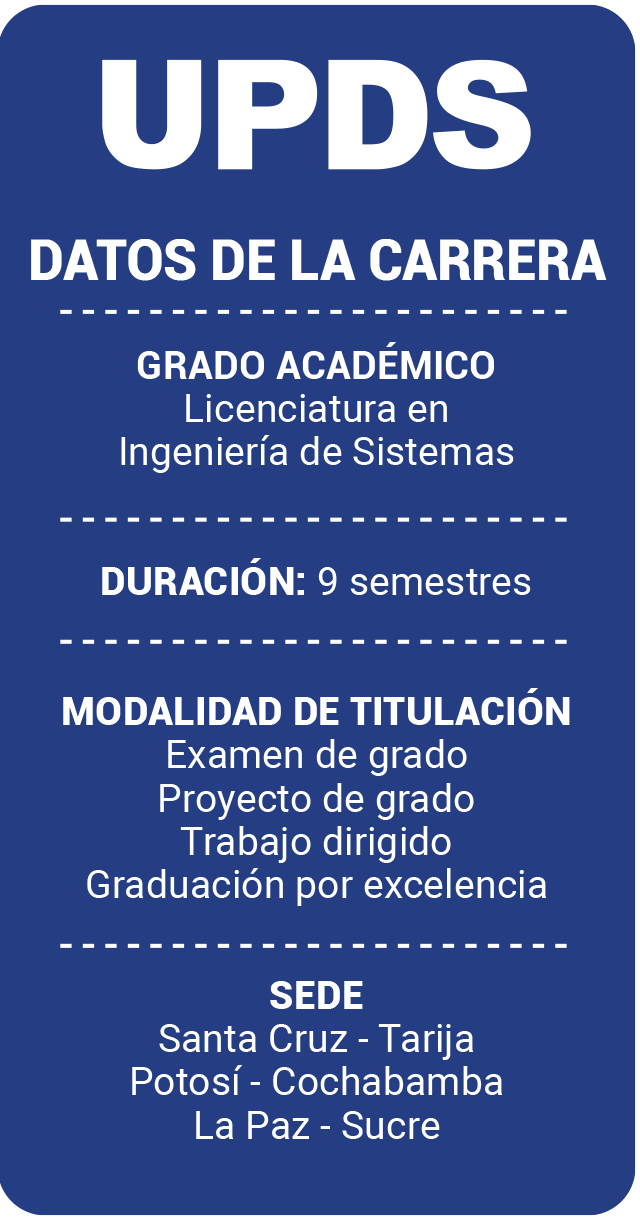 UPDS
DATOS DE LA CARRERA
GRADO ACADÉMICO
Licenciatura en
Ingeniería de Sistemas
DURACIÓN: 9 semestres
MODALIDAD DE TITULACIÓN
Examen de grado
Proyecto de grado
Trabajo dirigido
Graduación por excelencia
SEDE
Santa Cruz - Tarija
Potosí - Cochabamba
La Paz - Sucre